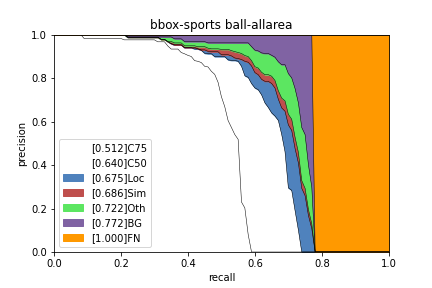 bbox-sports ball-allarea
1.0
0.8
0.6
0.4
0.2
0.0
precision
[0.512]C75
[0.640]C50
[0.675]Loc
[0.686]Sim
[0.722]Oth
[0.772]BG
[1.000]FN
0.0 0.2 0.4 0.6 0.8 1.0
recall